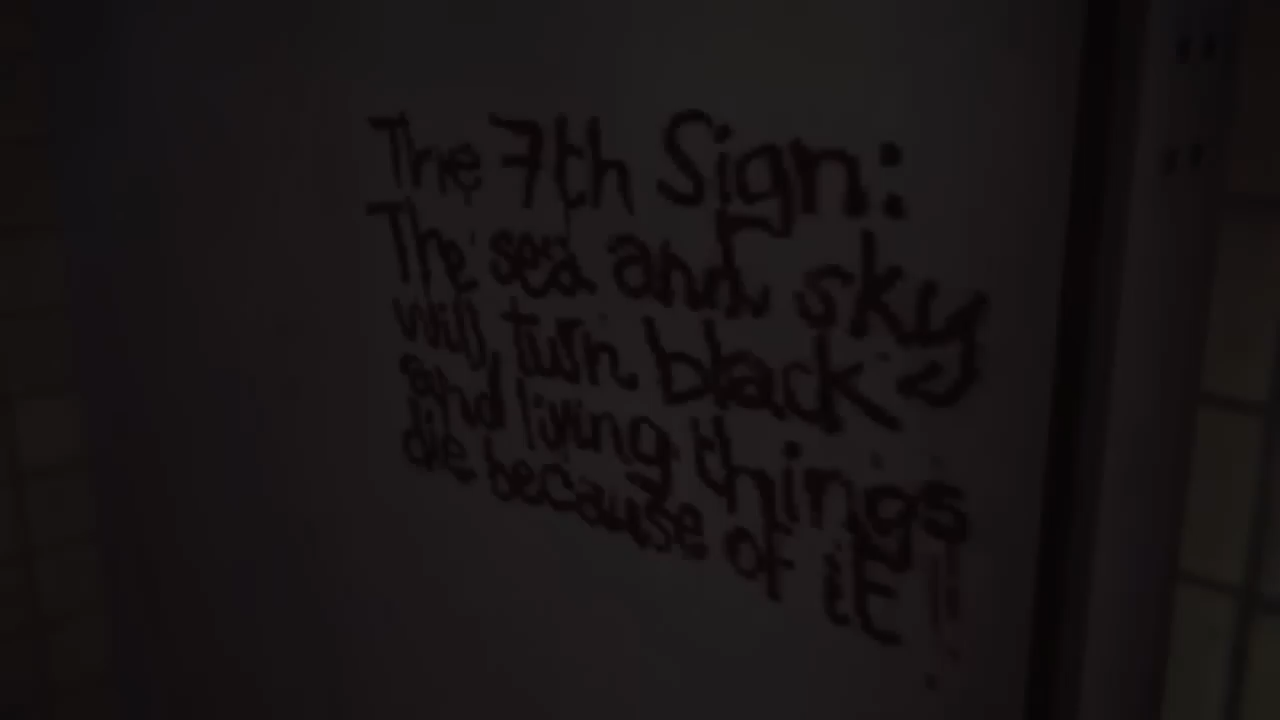 The 7th Sign:
The sea and sky
will turn black
and living things
die because of it